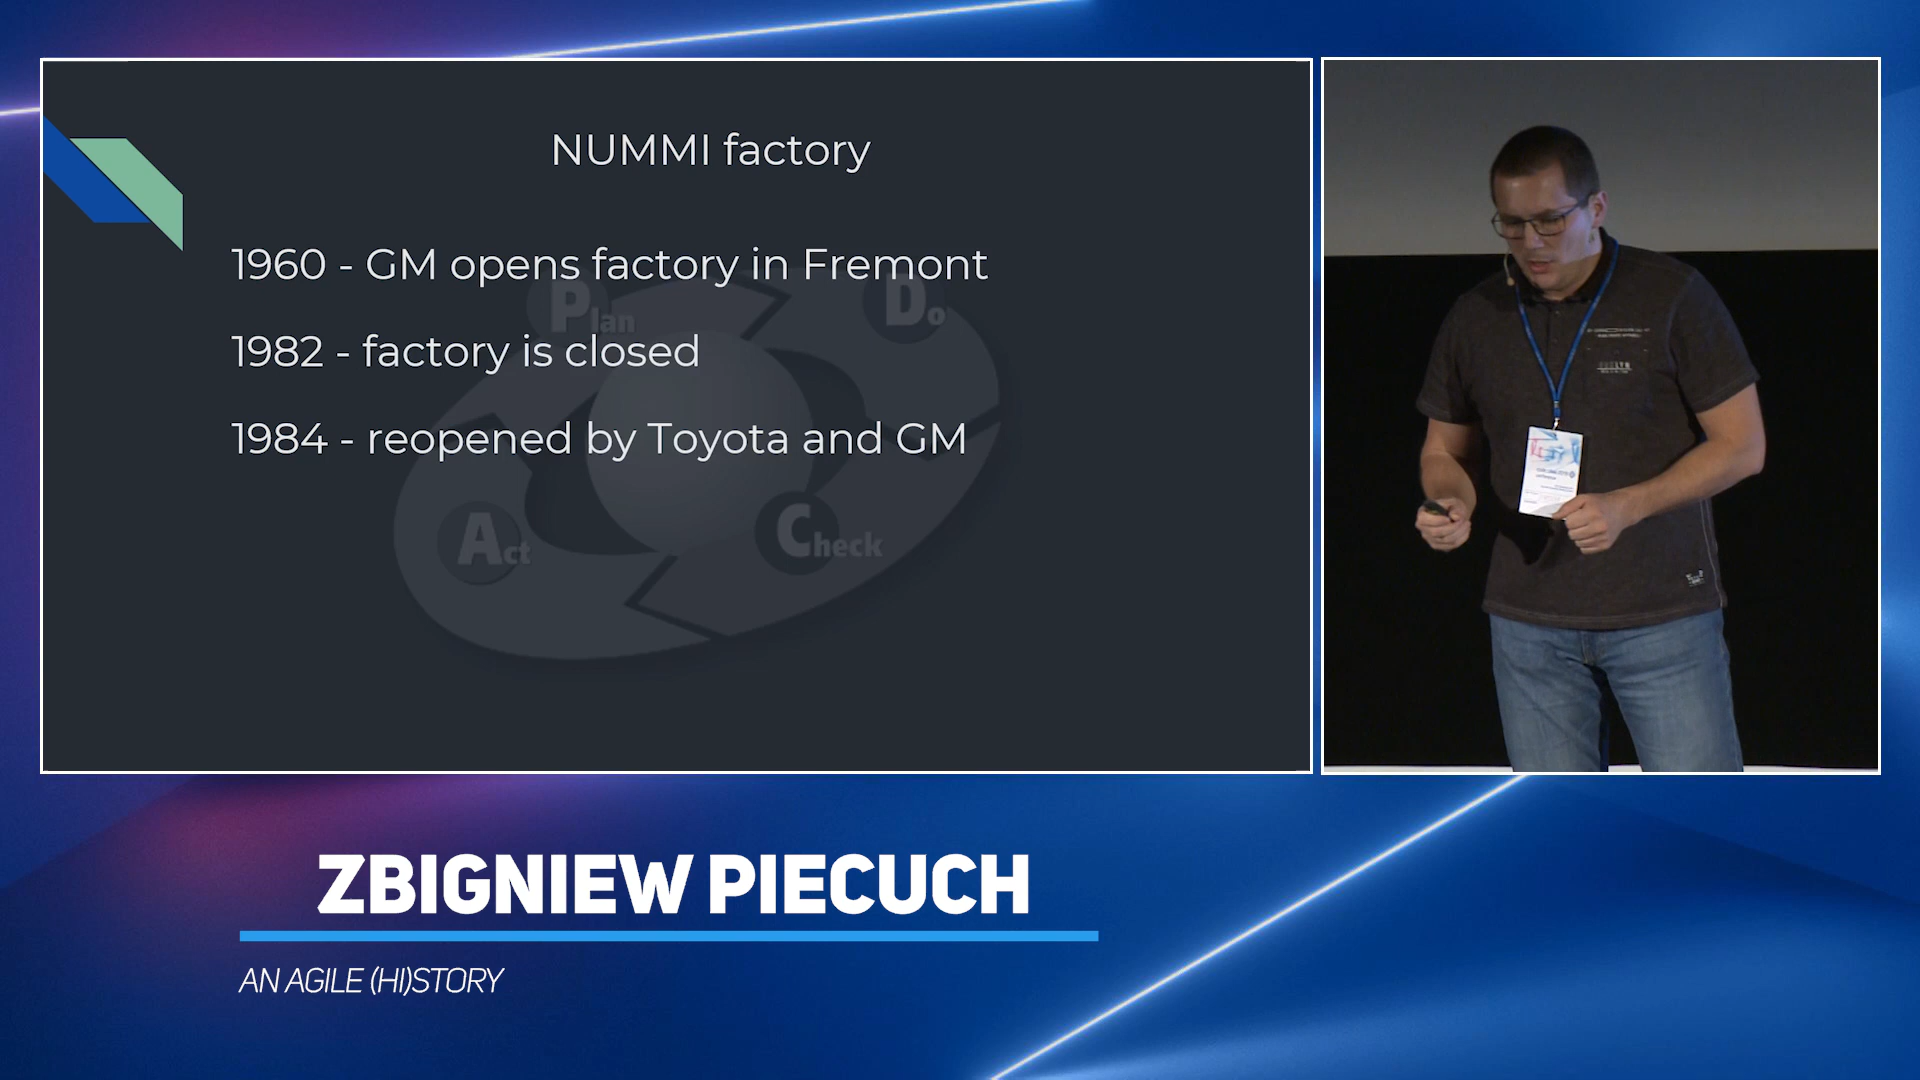 NUMMI factory
1960 - GM opens factory in Fremont
Plan
Do
1982 - factory is closed
1984 - reopened by Toyota and GM
Act
Check
ZBIGNIEW PIECUCH
AN AGILE (HI)STORY